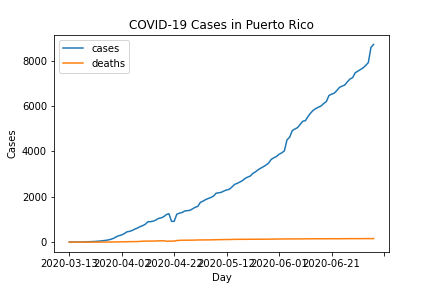 COVID-19 Cases in Puerto Rico
cases
deaths
8000
6000
4000
2000
0
Cases
2020-03-13 2020-04-02 2020-04-22 2020-05-12 2020-06-01 2020-06-21
Day